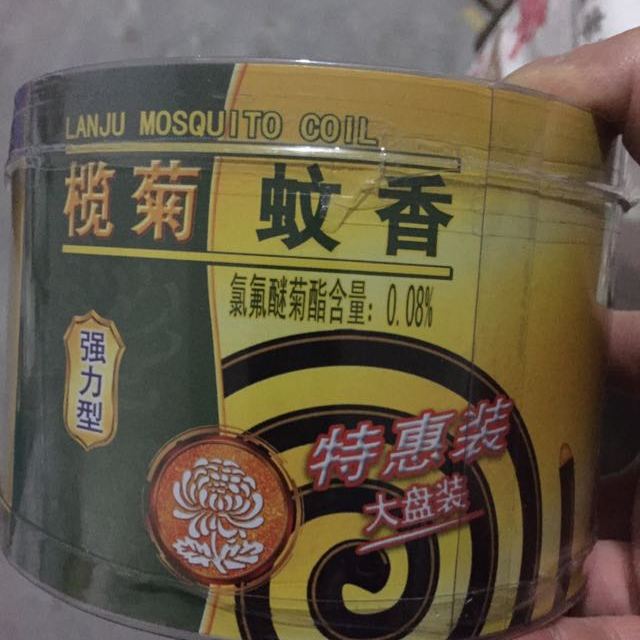 LANJU MOSQUITO COIL
榄菊 蚊香
氯氟醚菊酯含量: 0.08%
强力型
特惠装
大盘装